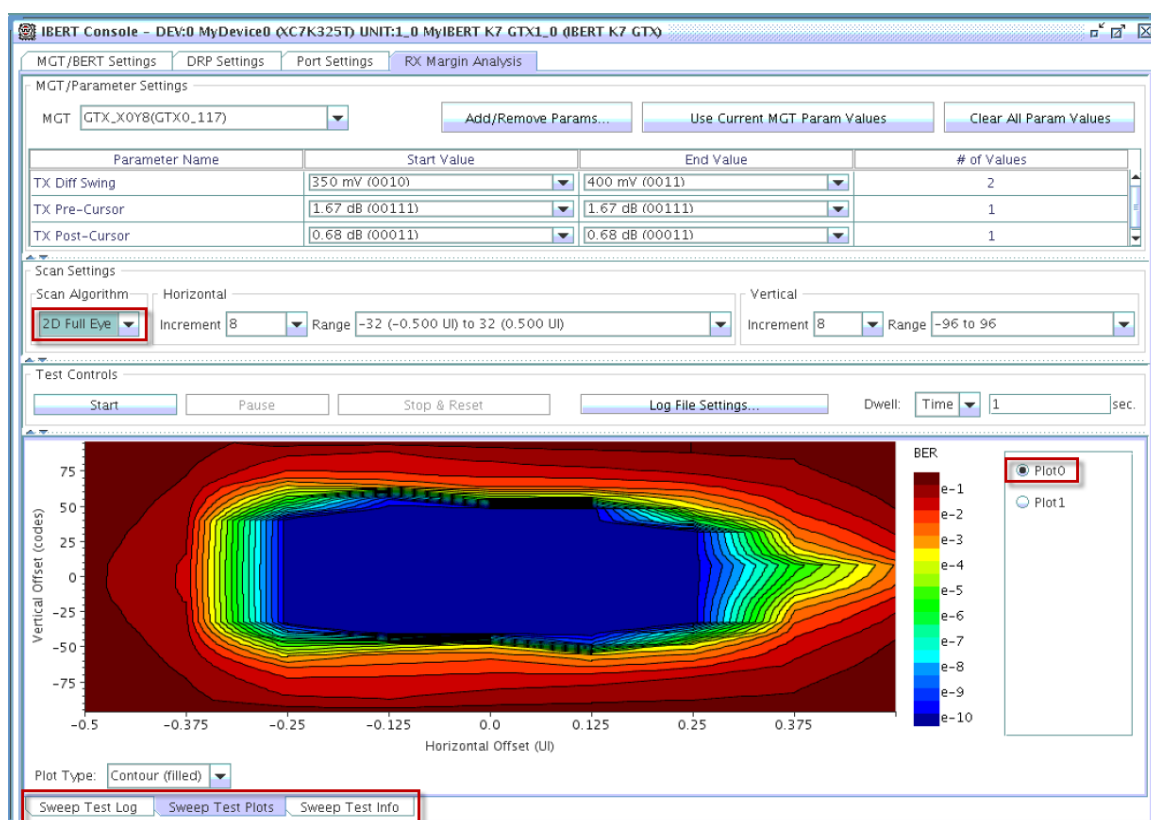 IBERT Console - DEV:0 MyDevice0 (XC7K325T) UNIT:1_0 MyIBERT K7 GTX1_0 (IBERT K7 GTX)
MGT/BERT Settings DRP Settings Port Settings RX Margin Analysis
MGT/Parameter Settings
MGT GTX_X0Y8(GTX0_117) Add/Remove Params... Use Current MGT Param Values Clear All Param Values
Parameter Name Start Value End Value # of Values
TX Diff Swing 350 mV (0010) 400 mV (0011) 2
TX Pre-Cursor 1.67 dB (00111) 1.67 dB (00111) 1
TX Post-Cursor 0.68 dB (00011) 0.68 dB (00011) 1
Scan Settings
Scan Algorithm Horizontal Vertical
2D Full Eye Increment 8 Range -32 (-0.500 UI) to 32 (0.500 UI) Increment 8 Range -96 to 96
Test Controls
Start Pause Stop & Reset Log File Settings... Dwell: Time 1 sec.
BER
Plot0
Plot1
75
50
25
0
-25
-50
-75
Vertical Offset (codes)
e-1
e-2
e-3
e-4
e-5
e-6
e-7
e-8
e-9
e-10
-0.5 -0.375 -0.25 -0.125 0.0 0.125 0.25 0.375
Horizontal Offset (UI)
Plot Type: Contour (filled)
Sweep Test Log Sweep Test Plots Sweep Test Info